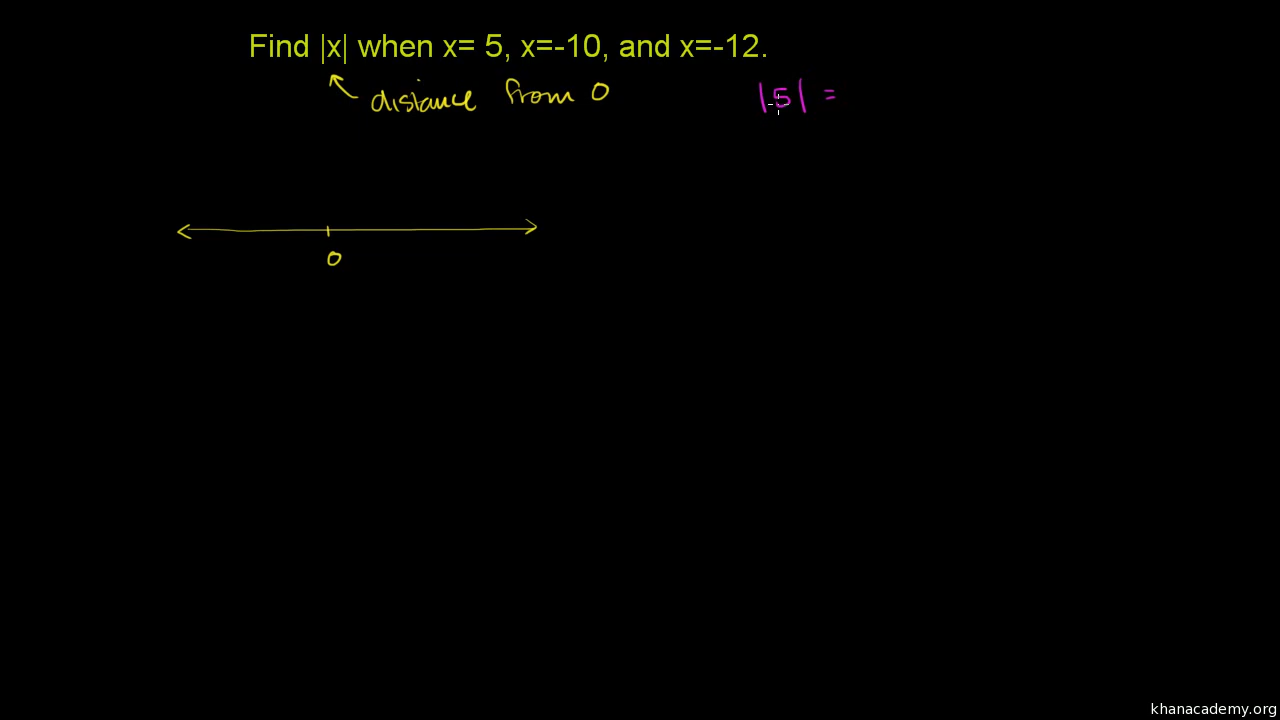 Find |x| when x= 5, x=-10, and x=-12.
distance from 0
|5| =
0
khanacademy.org